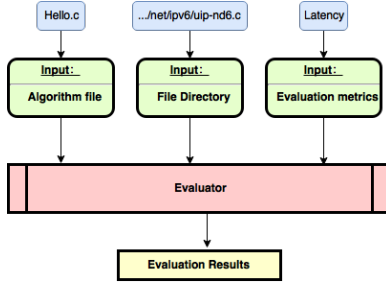 Hello.c
.../net/ipv6/uip-nd6.c
Latency
Input:
Input:
Input:
Algorithm file
File Directory
Evaluation metrics
Evaluator
Evaluation Results